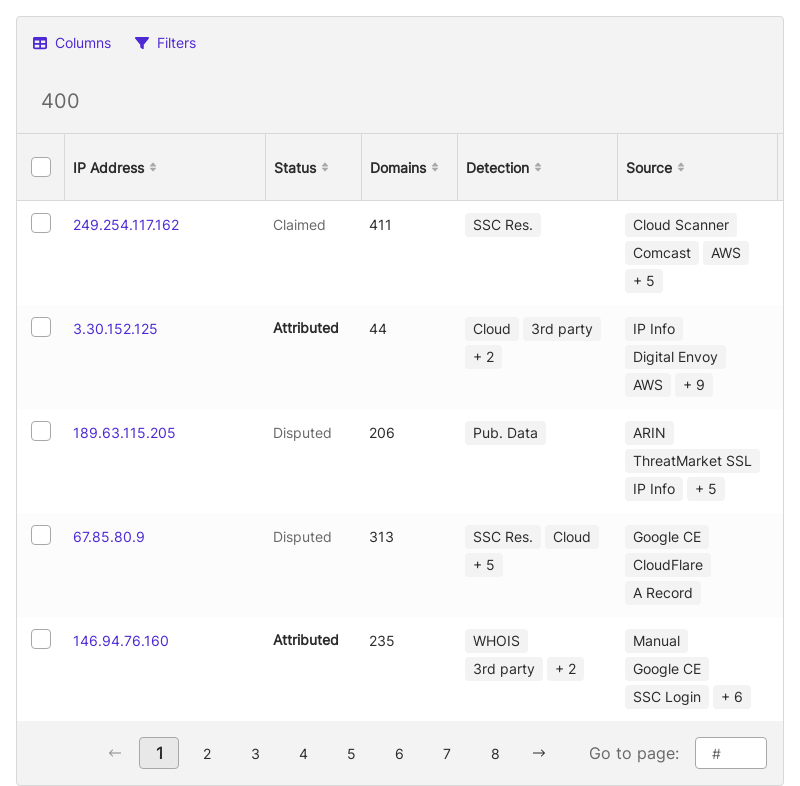 Columns Filters
400
IP Address Status Domains Detection Source
249.254.117.162 Claimed 411 SSC Res. Cloud Scanner
Comcast AWS
+ 5
3.30.152.125 Attributed 44 Cloud 3rd party IP Info
+ 2 Digital Envoy
AWS + 9
189.63.115.205 Disputed 206 Pub. Data ARIN
ThreatMarket SSL
IP Info + 5
67.85.80.9 Disputed 313 SSC Res. Cloud Google CE
+ 5 CloudFlare
A Record
146.94.76.160 Attributed 235 WHOIS Manual
3rd party + 2 Google CE
SSC Login + 6
← 1 2 3 4 5 6 7 8 → Go to page: #